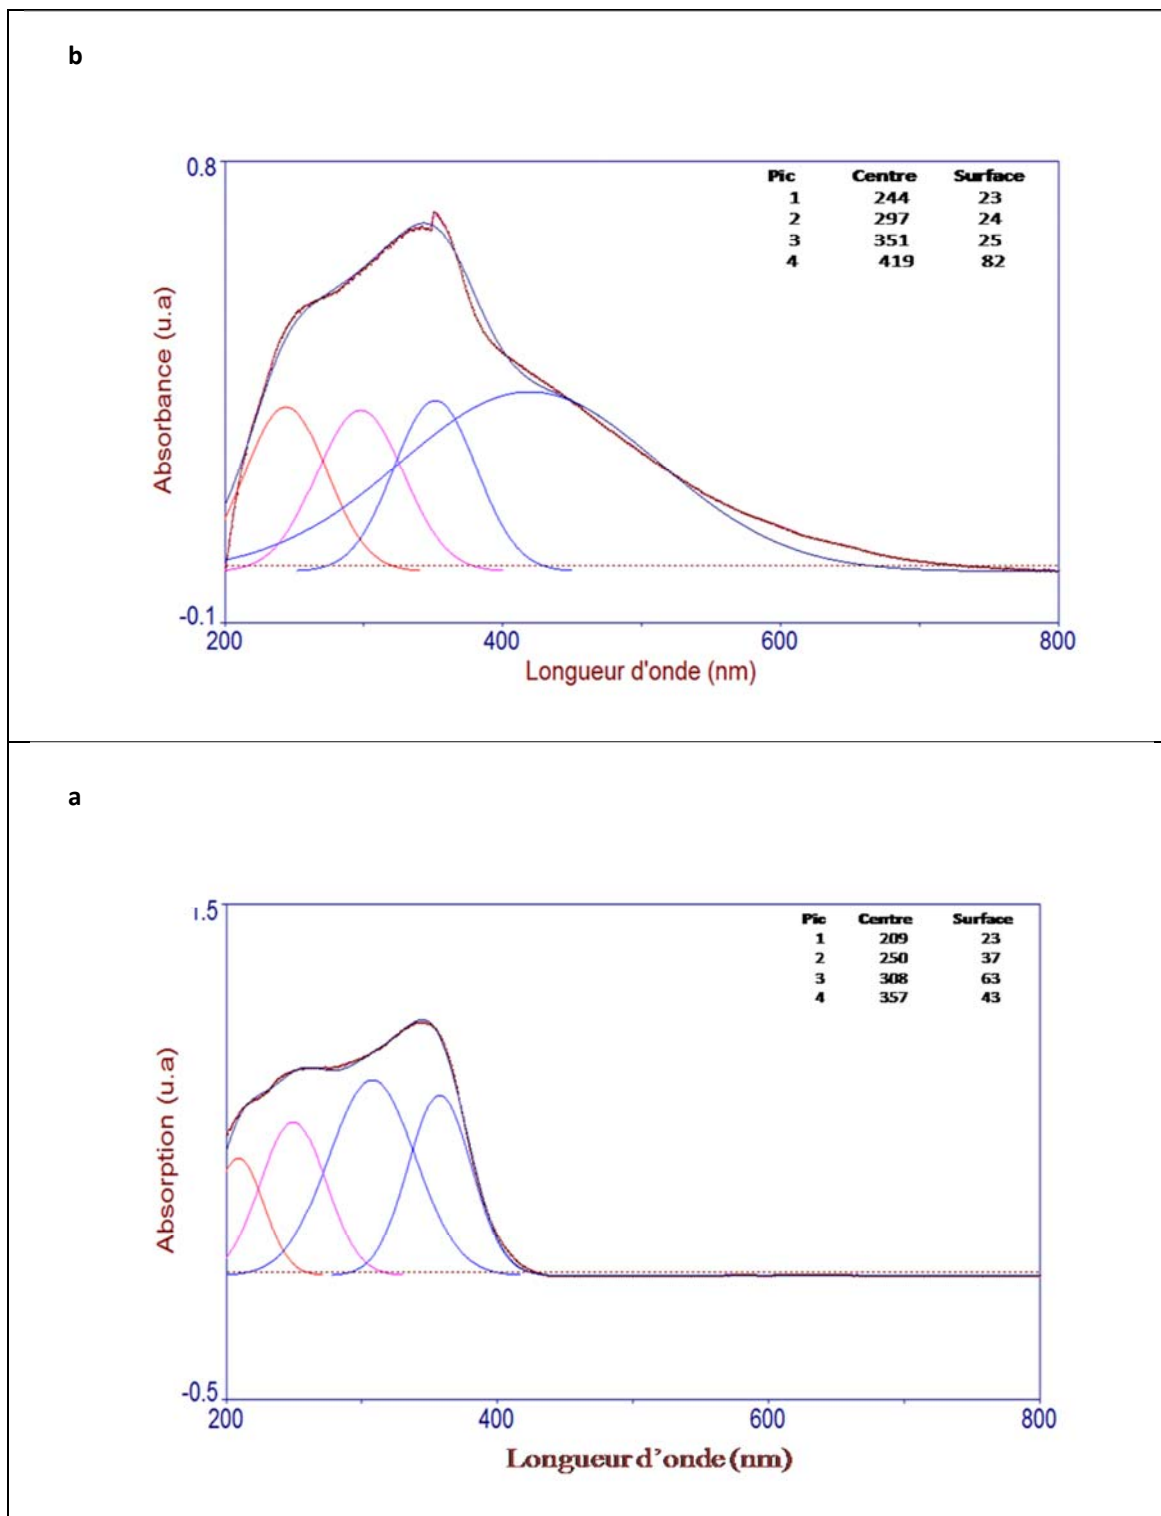 b
0.8
Pic Centre Surface
1 244 23
2 297 24
3 351 25
4 419 82
Absorbance (u.a)
-0.1
200 400 600 800
Longueur d'onde (nm)
a
1.5
Pic Centre Surface
1 209 23
2 250 37
3 308 63
4 357 43
Absorption (u.a)
-0.5
200 400 600 800
Longueur d'onde (nm)